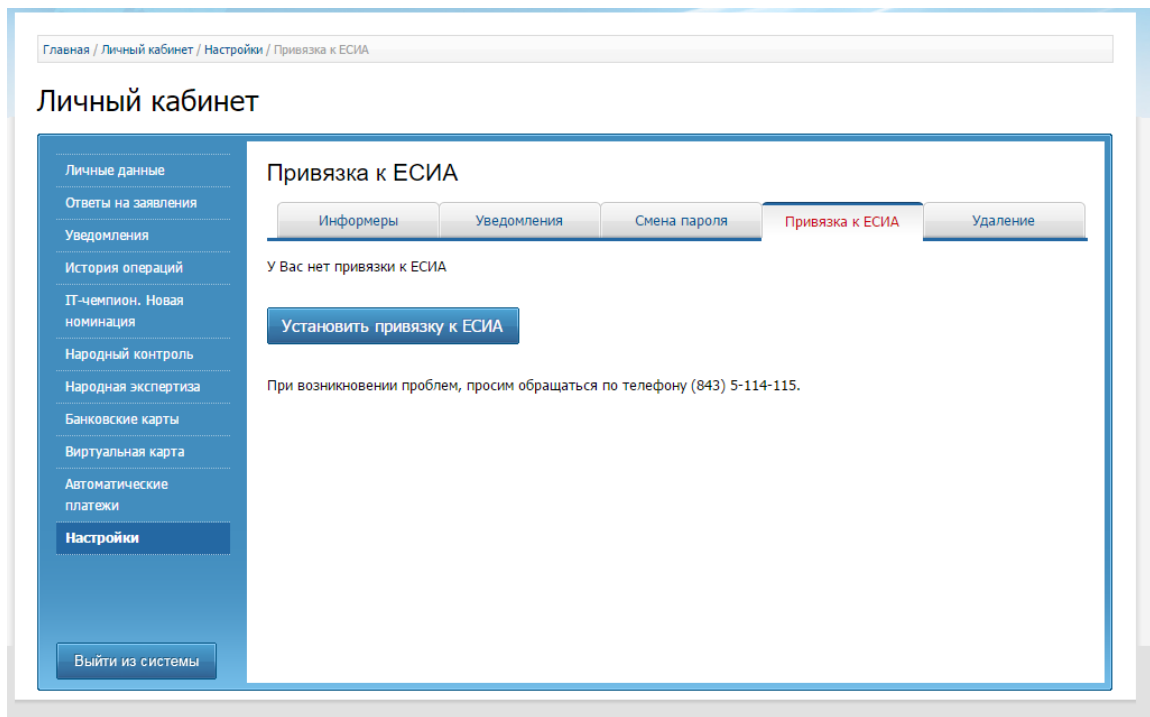 Главная / Личный кабинет / Настройки / Привязка к ЕСИА
Личный кабинет
Личные данные
Ответы на заявления
Уведомления
История операций
IT-чемпион. Новая
номинация
Народный контроль
Народная экспертиза
Банковские карты
Виртуальная карта
Автоматические
платежи
Настройки
Выйти из системы
Привязка к ЕСИА
Информеры Уведомления Смена пароля Привязка к ЕСИА Удаление
У Вас нет привязки к ЕСИА
Установить привязку к ЕСИА
При возникновении проблем, просим обращаться по телефону (843) 5-114-115.